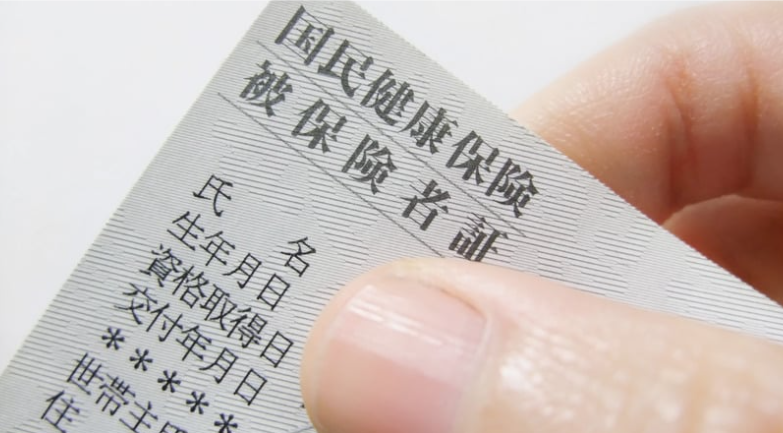 国民健康保険
被保険者証
氏　　名
生年月日
資格取得日
交付年月日
＊＊＊＊＊
世帯主
住